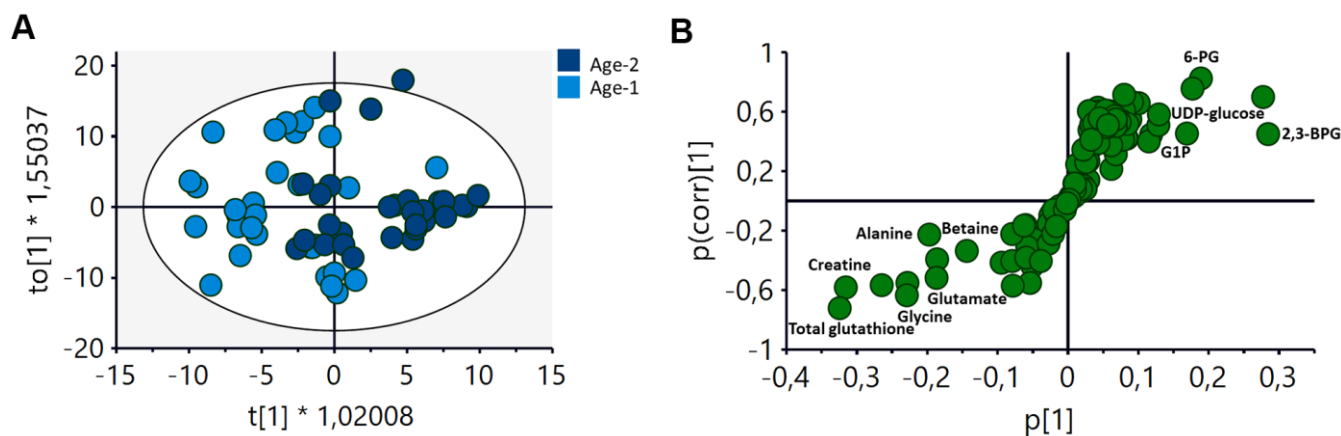 A
20
10
0
-10
-20
to[1] * 1,55037
-15
-10
-5
0
5
10
15
t[1] * 1,02008
Age-2
Age-1
B
1
0,6
0,2
-0,2
-0,6
-1
p(corr)[1]
-0,4
-0,3
-0,2
-0,1
0
0,1
0,2
0,3
p[1]
6-PG
UDP-glucose
2,3-BPG
G1P
Alanine
Betaine
Creatine
Glutamate
Glycine
Total glutathione